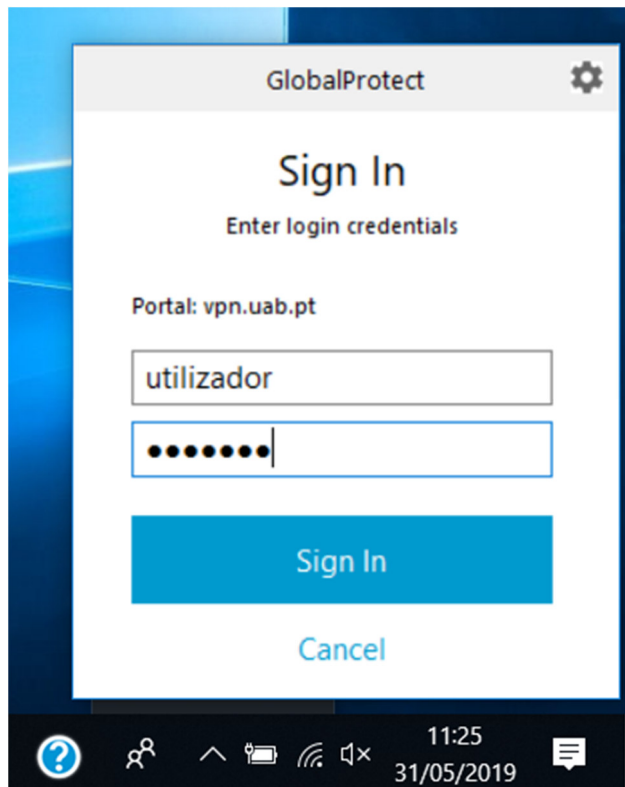 GlobalProtect
Sign In
Enter login credentials
Portal: vpn.uab.pt
utilizador
•••••••
Sign In
Cancel
11:25
31/05/2019